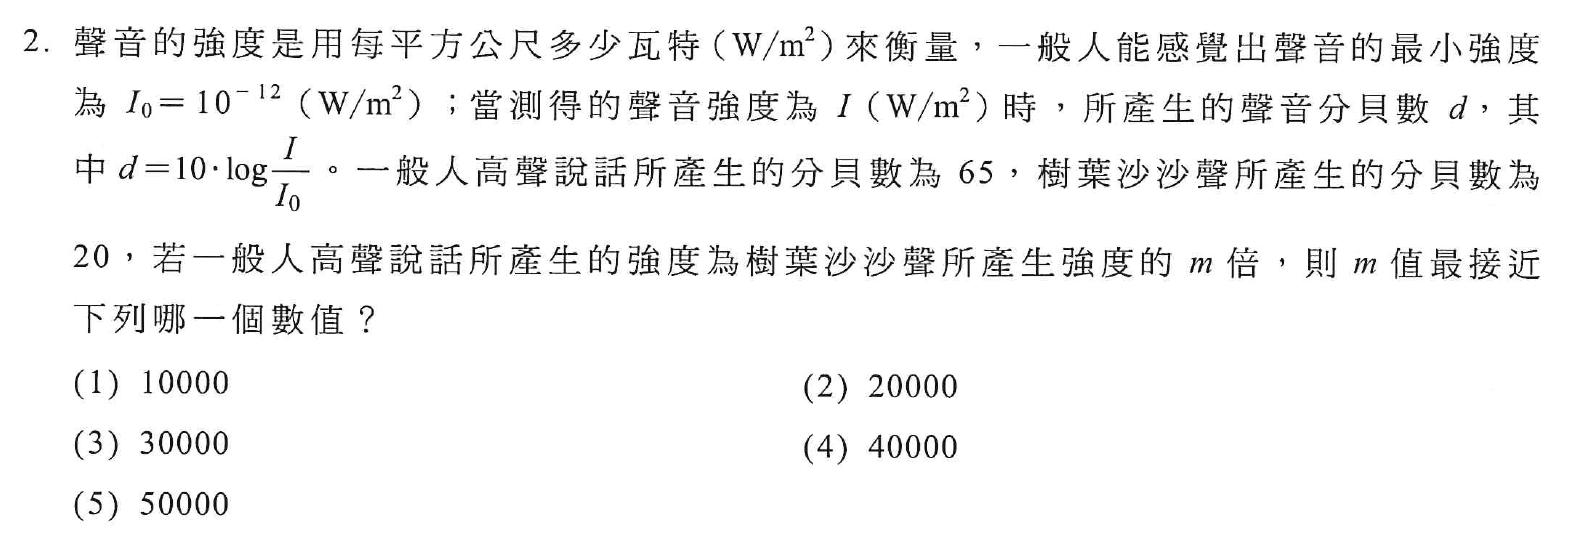 2. 聲音的強度是用每平方公尺多少瓦特(W/m²)來衡量，一般人能感覺出聲音的最小強度
為 I₀＝10⁻¹²（W/m²）；當測得的聲音強度為 I（W/m²）時，所產生的聲音分貝數 d，其
中 d＝10·log I/I₀。一般人高聲說話所產生的分貝數為 65，樹葉沙沙聲所產生的分貝數為
20，若一般人高聲說話所產生的強度為樹葉沙沙聲所產生強度的 m 倍，則 m 值最接近
下列哪一個數值？
(1) 10000 (2) 20000
(3) 30000 (4) 40000
(5) 50000